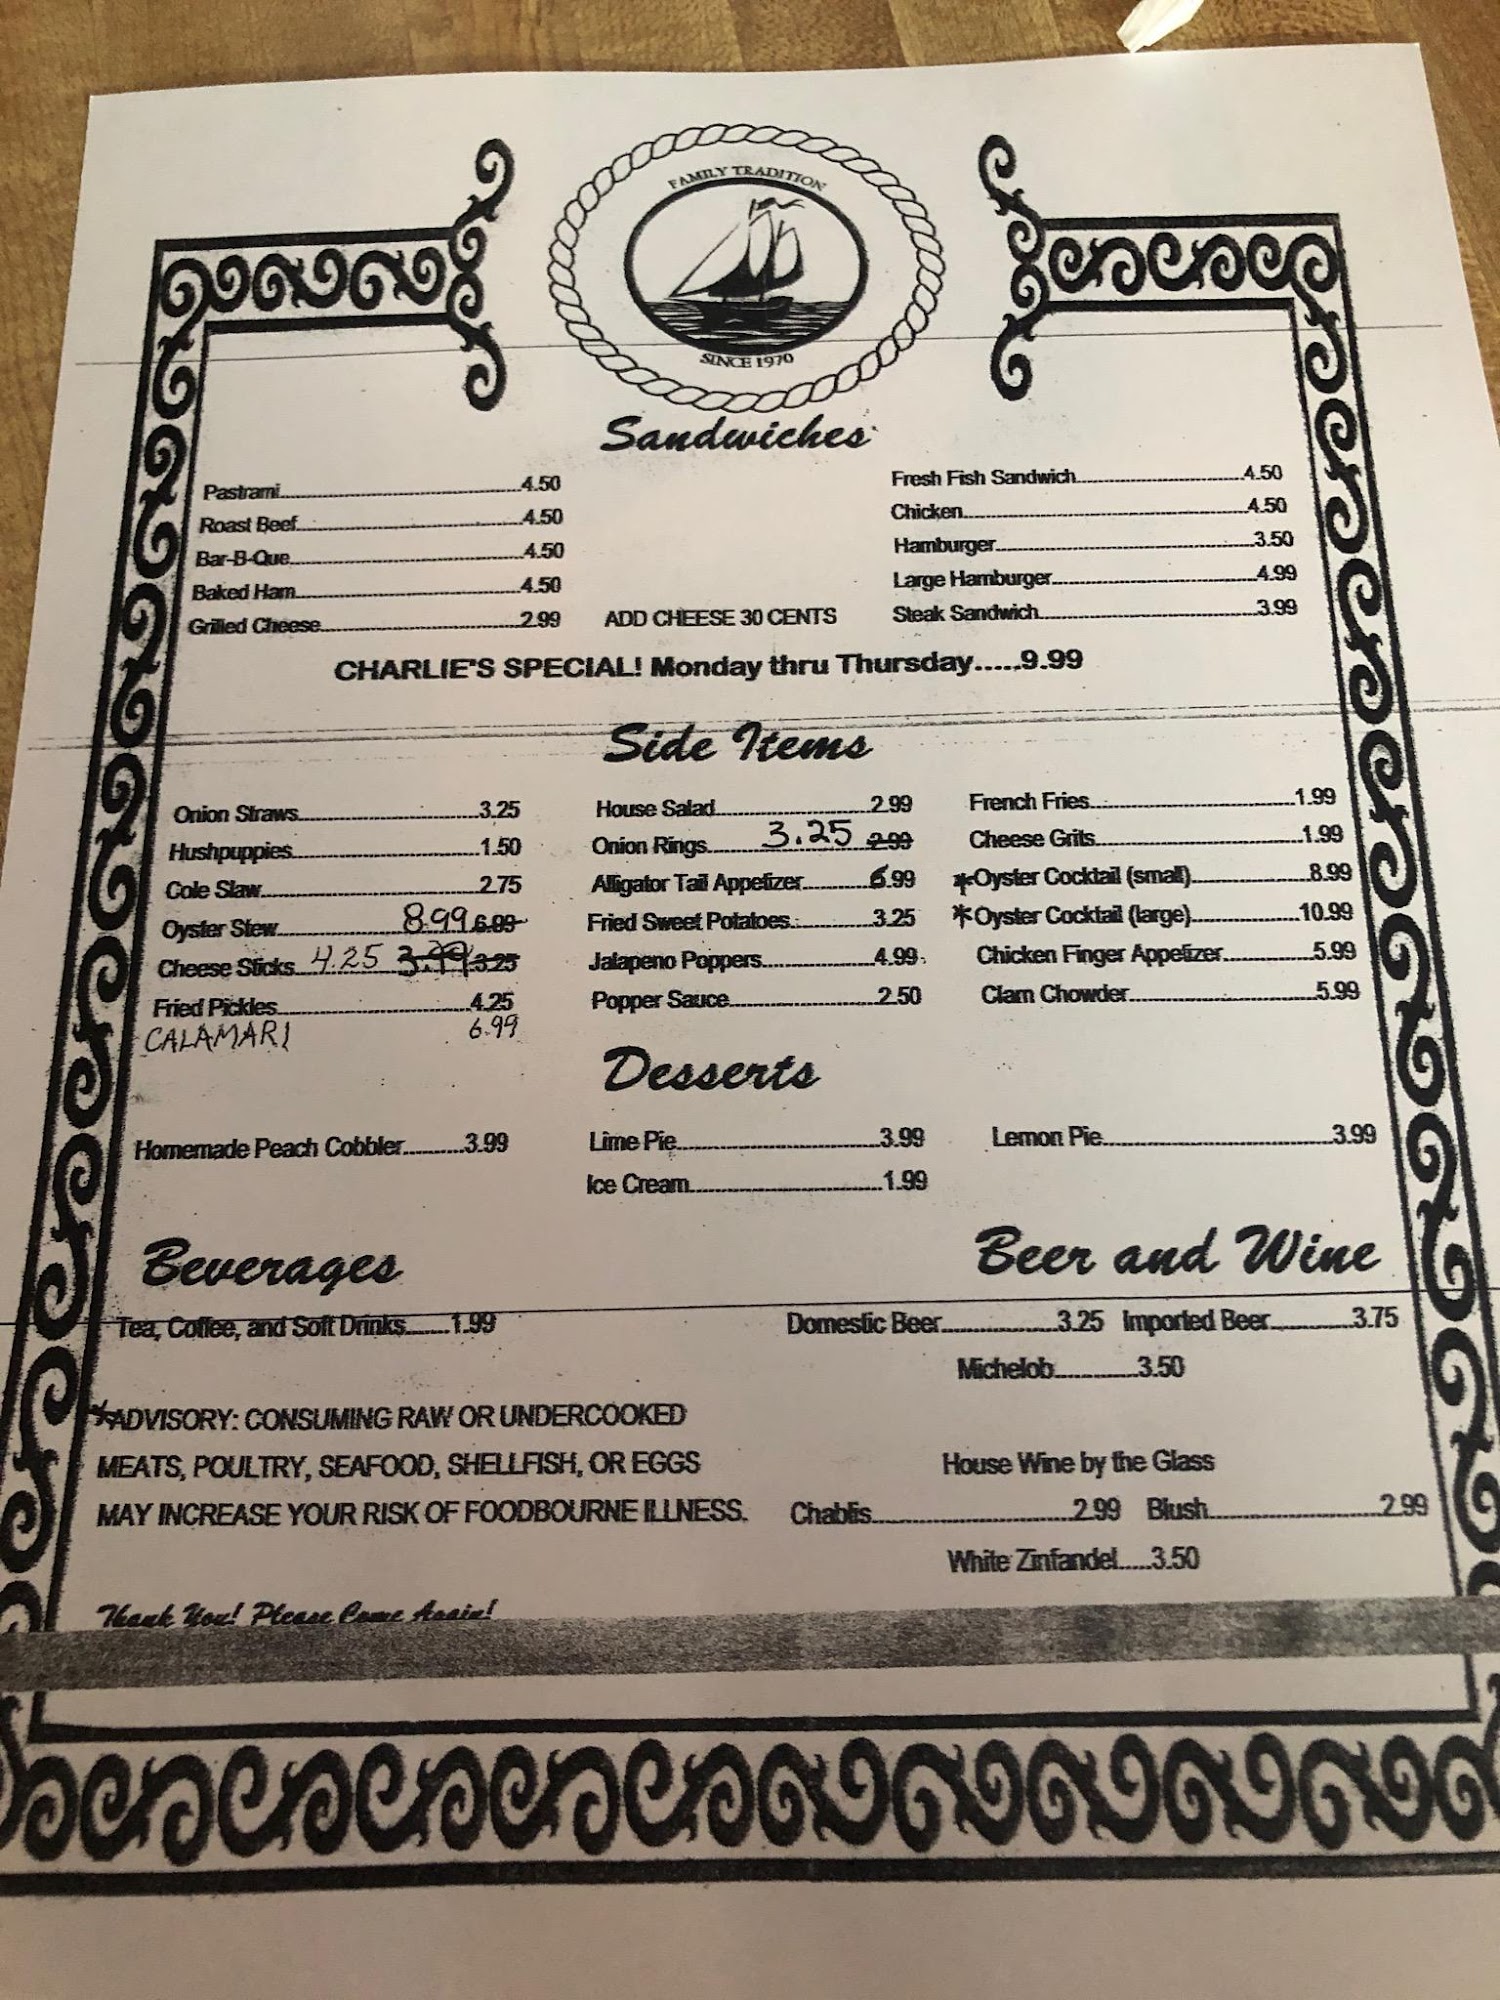 FAMILY TRADITION
SINCE 1970
Sandwiches
Pastrami 4.50 Fresh Fish Sandwich 4.50
Roast Beef 4.50 Chicken 4.50
Bar-B-Que 4.50 Hamburger 3.50
Baked Ham 4.50 Large Hamburger 4.99
Grilled Cheese 2.99 ADD CHEESE 30 CENTS Steak Sandwich 3.99
CHARLIE'S SPECIAL! Monday thru Thursday.....9.99
Side Items
Onion Straws 3.25 House Salad 2.99 French Fries 1.99
Hushpuppies 1.50 Onion Rings 3.25 2.99 Cheese Grits 1.99
Cole Slaw 2.75 Alligator Tail Appetizer 6.99 *Oyster Cocktail (small) 8.99
Oyster Stew 8.99 6.99 Fried Sweet Potatoes 3.25 *Oyster Cocktail (large) 10.99
Cheese Sticks 4.25 3.99 3.25 Jalapeno Poppers 4.99 Chicken Finger Appetizer 5.99
Fried Pickles 4.25 Popper Sauce 2.50 Clam Chowder 5.99
CALAMARI 6.99
Desserts
Homemade Peach Cobbler 3.99 Lime Pie 3.99 Lemon Pie 3.99
Ice Cream 1.99
Beverages Beer and Wine
Tea, Coffee, and Soft Drinks 1.99 Domestic Beer 3.25 Imported Beer 3.75
Michelob 3.50
*ADVISORY: CONSUMING RAW OR UNDERCOOKED
MEATS, POULTRY, SEAFOOD, SHELLFISH, OR EGGS House Wine by the Glass
MAY INCREASE YOUR RISK OF FOODBOURNE ILLNESS. Chablis 2.99 Blush 2.99
White Zinfandel 3.50
Thank You! Please Come Again!